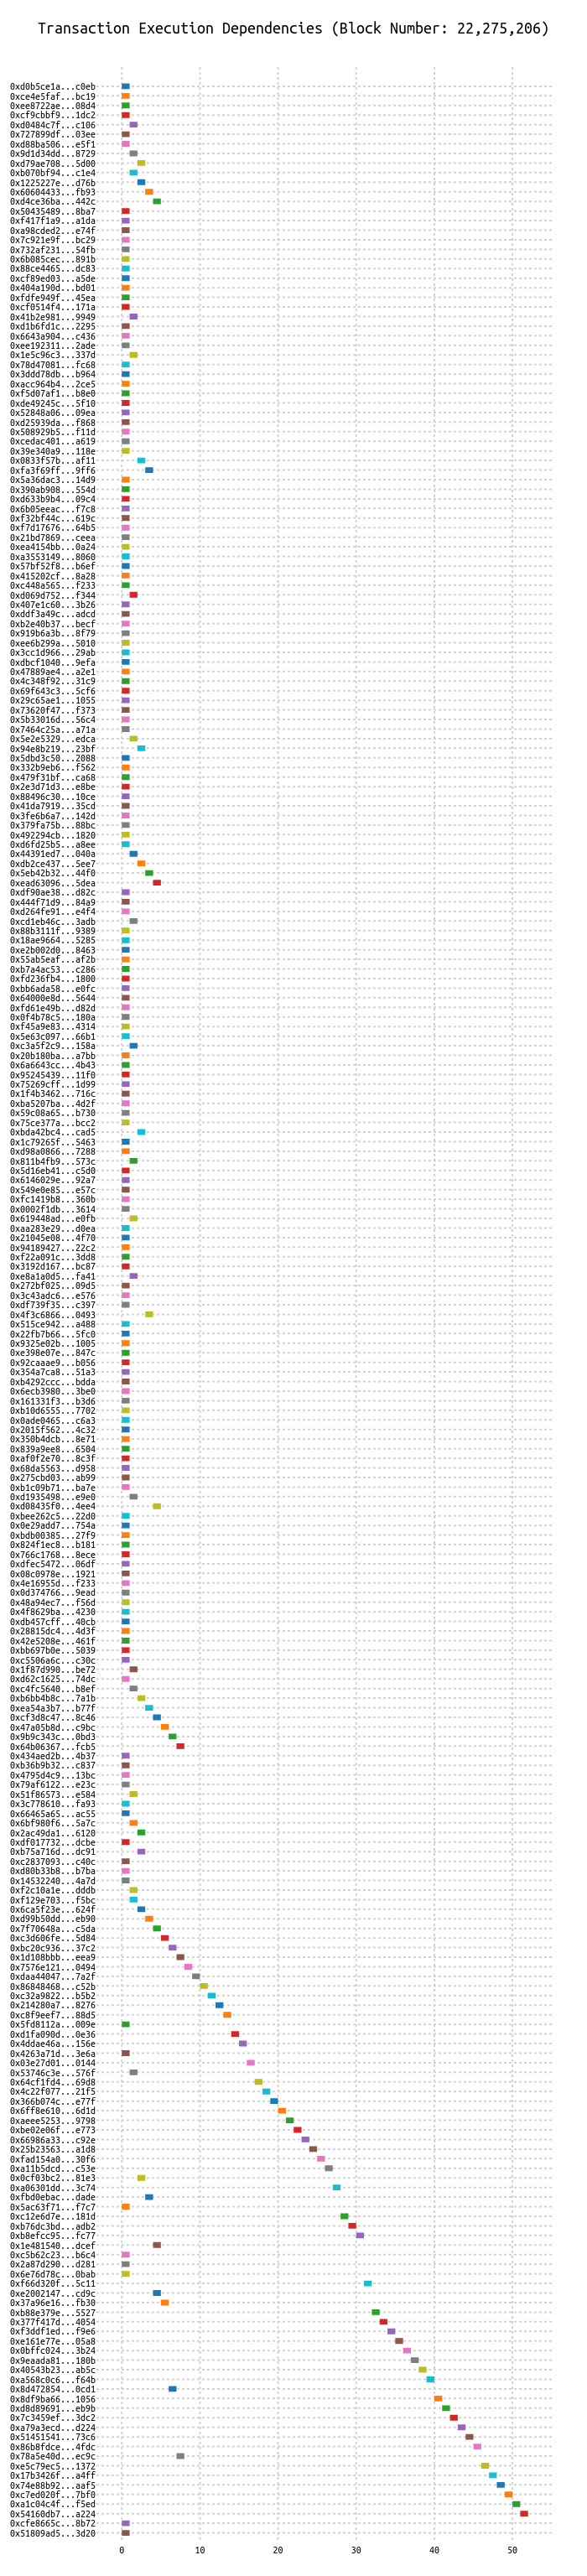 Transaction Execution Dependencies (Block Number: 22,275,206)
0xd0b5ce1a...c0eb
0xce4e5faf...bc19
0xee8722ae...08d4
0xcf9cbbf9...1dc2
0xd0484c7f...c106
0x727899df...03ee
0xd88ba506...e5f1
0x9d1d34dd...8729
0xd79ae708...5d00
0xb070bf94...c1e4
0x1225227e...d76b
0x60604433...fb93
0xd4ce36ba...442c
0x50435489...8ba7
0xf417f1a9...a1da
0xa98cded2...e74f
0x7c921e9f...bc29
0x732af231...54fb
0x6b085cec...891b
0x88ce4465...dc83
0xcf89ed03...a5de
0x404a190d...bd01
0xfdfe949f...45ea
0xcf0514f4...171a
0x41b2e981...9949
0xd1b6fd1c...2295
0x6643a904...c436
0xee192311...2ade
0x1e5c96c3...337d
0x78d47081...fc68
0x3ddd78db...b964
0xacc964b4...2ce5
0xf5d07af1...b8e0
0xde49245c...5f10
0x52848a06...09ea
0xd25939da...f868
0x508929b5...f11d
0xcedac401...a619
0x39e340a9...118e
0x0833f57b...af11
0xfa3f69ff...9ff6
0x5a36dac3...14d9
0x390ab908...554d
0xd633b9b4...09c4
0x6b05eeac...f7c8
0xf32bf44c...619c
0xf7d17676...64b5
0x21bd7869...ceea
0xea4154bb...0a24
0xa3553149...8060
0x57bf52f8...b6ef
0x415202cf...8a28
0xc448a565...f233
0xd069d752...f344
0x407e1c60...3b26
0xddf3a49c...adcd
0xb2e40b37...becf
0x919b6a3b...8f79
0xee6b299a...5010
0x3cc1d966...29ab
0xdbcf1040...9efa
0x47889ae4...a2e1
0x4c348f92...31c9
0x69f643c3...5cf6
0x29c65ae1...1055
0x73620f47...f373
0x5b33016d...56c4
0x7464c25a...a71a
0x5e2e5329...edca
0x94e8b219...23bf
0x5dbd3c50...2088
0x332b9eb6...f562
0x479f31bf...ca68
0x2e3d71d3...e8be
0x88496c30...10ce
0x41da7919...35cd
0x3fe6b6a7...142d
0x379fa75b...88bc
0x492294cb...1820
0xd6fd25b5...a8ee
0x44391ed7...040a
0xdb2ce437...5ee7
0x5eb42b32...44f0
0xead63096...5dea
0xdf90ae38...d82c
0x444f71d9...84a9
0xd264fe91...e4f4
0xcd1eb46c...3adb
0x88b3111f...9389
0x18ae9664...5285
0xe2b002d0...8463
0x55ab5eaf...af2b
0xb7a4ac53...c286
0xfd236fb4...1800
0xbb6ada58...e0fc
0x64000e8d...5644
0xfd61e49b...d82d
0x0f4b78c5...180a
0xf45a9e83...4314
0x5e63c097...66b1
0xc3a5f2c9...158a
0x20b180ba...a7bb
0x6a6643cc...4b43
0x95245439...11f0
0x75269cff...1d99
0x1f4b3462...716c
0xba5207ba...4d2f
0x59c08a65...b730
0x75ce377a...bcc2
0xbda42bc4...cad5
0x1c79265f...5463
0xd98a0866...7288
0x811b4fb9...573c
0x5d16eb41...c5d0
0x6146029e...92a7
0x549e0e85...e57c
0xfc1419b8...360b
0x0002f1db...3614
0x619448ad...e0fb
0xaa283e29...d0ea
0x21045e08...4f70
0x94189427...22c2
0xf22a091c...3dd8
0x3192d167...bc87
0xe8a1a0d5...fa41
0x272bf025...09d5
0x3c43adc6...e576
0xdf739f35...c397
0x4f3c6866...0493
0x515ce942...a488
0x22fb7b66...5fc0
0x9325e02b...1005
0xe398e07e...847c
0x92caaae9...b056
0x354a7ca8...51a3
0xb4292ccc...bdda
0x6ecb3980...3be0
0x161331f3...b3d6
0xb10d6555...7702
0x0ade0465...c6a3
0x2015f562...4c32
0x350b4dcb...8e71
0x839a9ee8...6504
0xaf0f2e70...8c3f
0x68da5563...d958
0x275cbd03...ab99
0xb1c09b71...ba7e
0xd1935498...e9e0
0xd08435f0...4ee4
0xbee262c5...22d0
0x0e29add7...754a
0xbdb00385...27f9
0x824f1ec8...b181
0x766c1768...8ece
0xdfec5472...06df
0x08c0978e...1921
0x4e16955d...f233
0x0d374766...9ead
0x48a94ec7...f56d
0x4f8629ba...4230
0xdb457cff...40cb
0x28815dc4...4d3f
0x42e5208e...461f
0xbb697b0e...5039
0xc5506a6c...c30c
0x1f87d990...be72
0xd62c1625...74dc
0xc4fc5640...b8ef
0xb6bb4b8c...7a1b
0xea54a3b7...b77f
0xcf3d8c47...8c46
0x47a05b8d...c9bc
0x9b9c343c...0bd3
0x64b06367...fcb5
0x434aed2b...4b37
0xb36b9b32...c837
0x4795d4c9...13bc
0x79af6122...e23c
0x51f86573...e584
0x3c778610...fa93
0x66465a65...ac55
0x6bf980f6...5a7c
0x2ac49da1...6120
0xdf017732...dcbe
0xb75a716d...dc91
0xc2837093...c40c
0xd80b33b8...b7ba
0x14532240...4a7d
0xf2c10a1e...dddb
0xf129e703...f5bc
0x6ca5f23e...624f
0xd99b50dd...eb90
0x7f70648a...c5da
0xc3d606fe...5d84
0xbc20c936...37c2
0x1d108bbb...eea9
0x7576e121...0494
0xdaa44047...7a2f
0x86848468...c52b
0xc32a9822...b5b2
0x214280a7...8276
0xc8f9eef7...88d5
0x5fd8112a...009e
0xd1fa090d...0e36
0x4ddae46a...156e
0x4263a71d...3e6a
0x03e27d01...0144
0x53746c3e...576f
0x64cf1fd4...69d8
0x4c22f077...21f5
0x366b074c...e77f
0x6ff8e610...6d1d
0xaeee5253...9798
0xbe02e06f...e773
0x66986a33...c92e
0x25b23563...a1d8
0xfad154a0...30f6
0xa11b5dcd...c53e
0x0cf03bc2...81e3
0xa06301dd...3c74
0xfbd0ebac...dade
0x5ac63f71...f7c7
0xc12e6d7e...181d
0xb76dc3bd...adb2
0xb8efcc95...fc77
0x1e481540...dcef
0xc5b62c23...b6c4
0x2a87d290...d281
0x6e76d78c...0bab
0xf66d320f...5c11
0xe2002147...cd9c
0x37a96e16...fb30
0xb88e379e...5527
0x377f417d...4054
0xf3ddf1ed...f9e6
0xe161e77e...05a8
0x0bffc024...3b24
0x9eaada81...180b
0x40543b23...ab5c
0xa568c0c6...f64b
0x8d472854...0cd1
0x8df9ba66...1056
0xd8d89691...eb9b
0x7c3459ef...3dc2
0xa79a3ecd...d224
0x51451541...73c6
0x86b8fdce...4fdc
0x78a5e40d...ec9c
0xe5c79ec5...1372
0x17b3426f...a4ff
0x74e88b92...aaf5
0xc7ed020f...7bf0
0xa1c04c4f...f5ed
0x54160db7...a224
0xcfe8665c...8b72
0x51809ad5...3d20
0 10 20 30 40 50